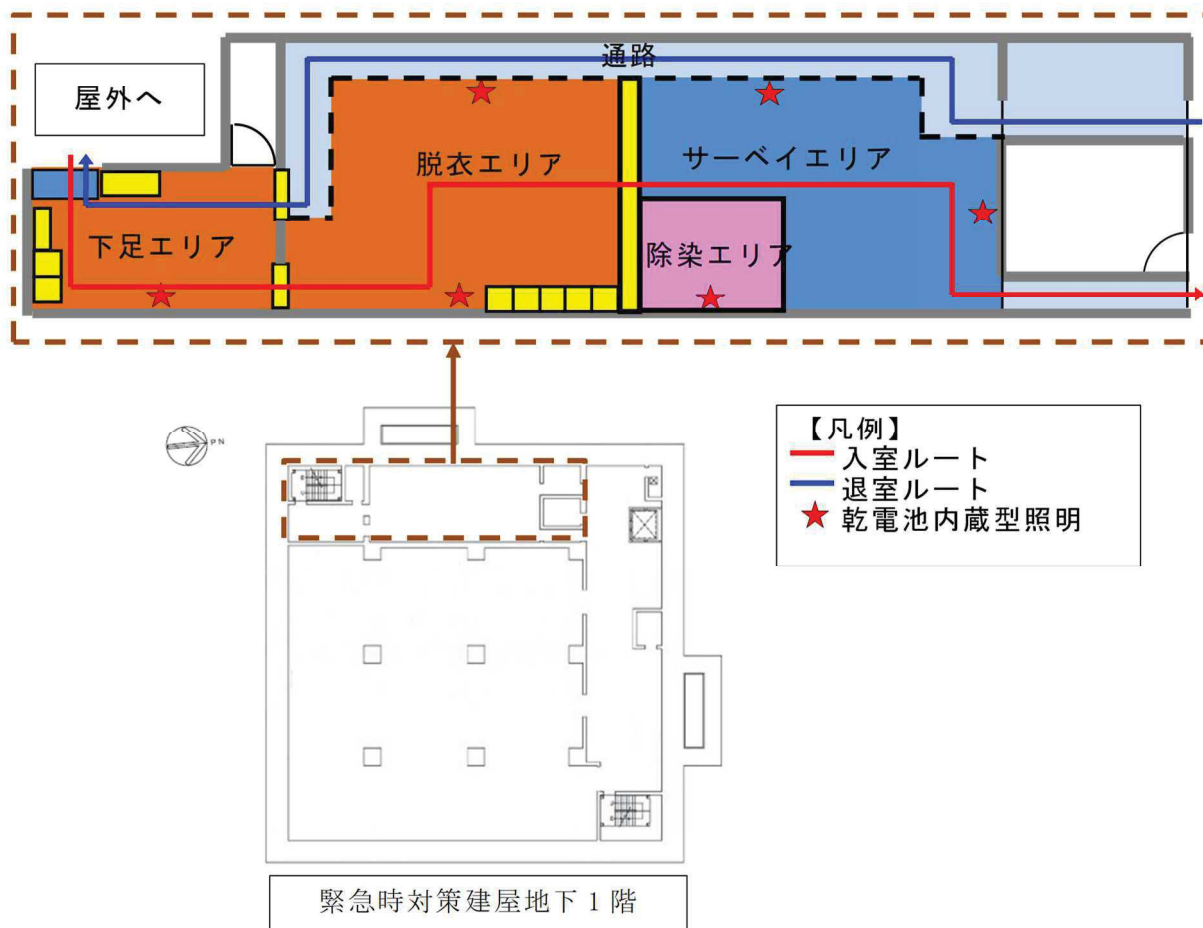 通路
屋外へ
脱衣エリア
サーベイエリア
下足エリア
除染エリア
PN
【凡例】
入室ルート
退室ルート
乾電池内蔵型照明
緊急時対策建屋地下1階